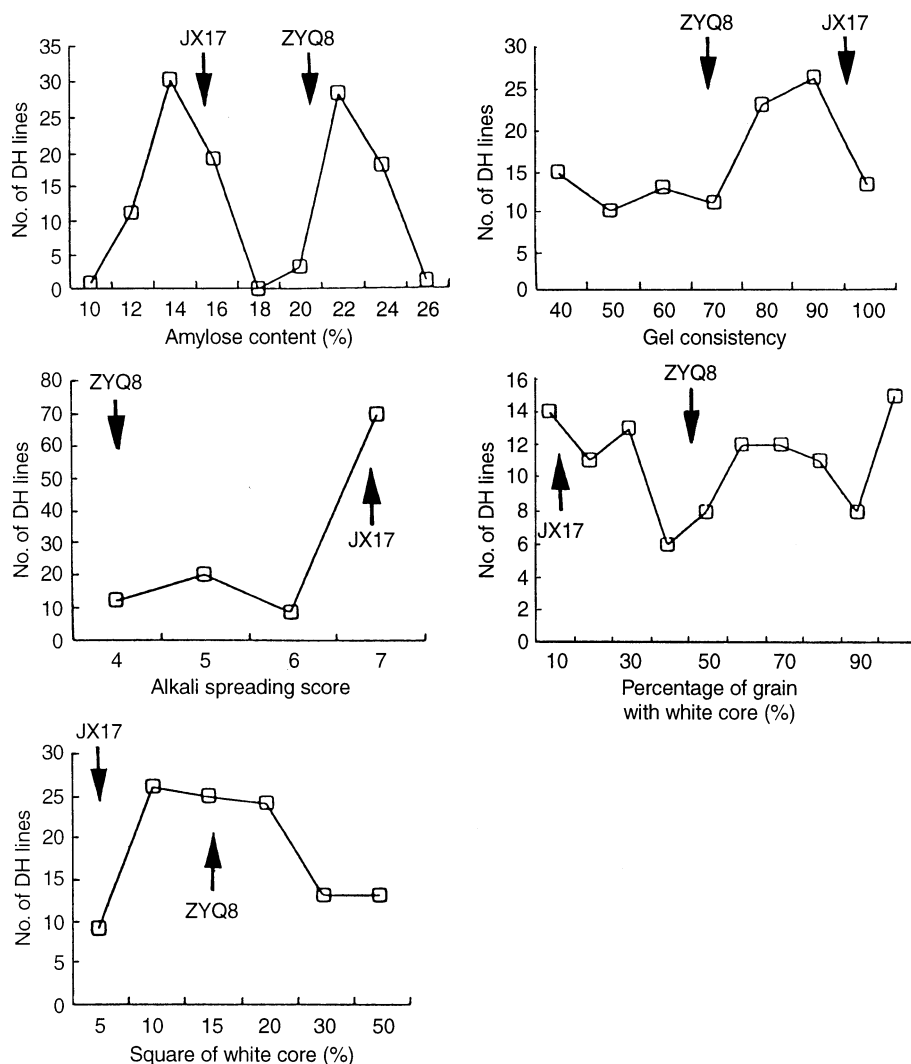 JX17 ZYQ8
35
30
25
20
15
10
5
0
No. of DH lines
10 12 14 16 18 20 22 24 26
Amylose content (%)
ZYQ8 JX17
30
25
20
15
10
5
0
No. of DH lines
40 50 60 70 80 90 100
Gel consistency
ZYQ8
80
70
60
50
40
30
20
10
0
No. of DH lines
JX17
4 5 6 7
Alkali spreading score
ZYQ8
16
14
12
10
8
6
4
2
0
No. of DH lines
JX17
10 30 50 70 90
Percentage of grain
with white core (%)
JX17
30
25
20
15
10
5
0
No. of DH lines
ZYQ8
5 10 15 20 30 50
Square of white core (%)